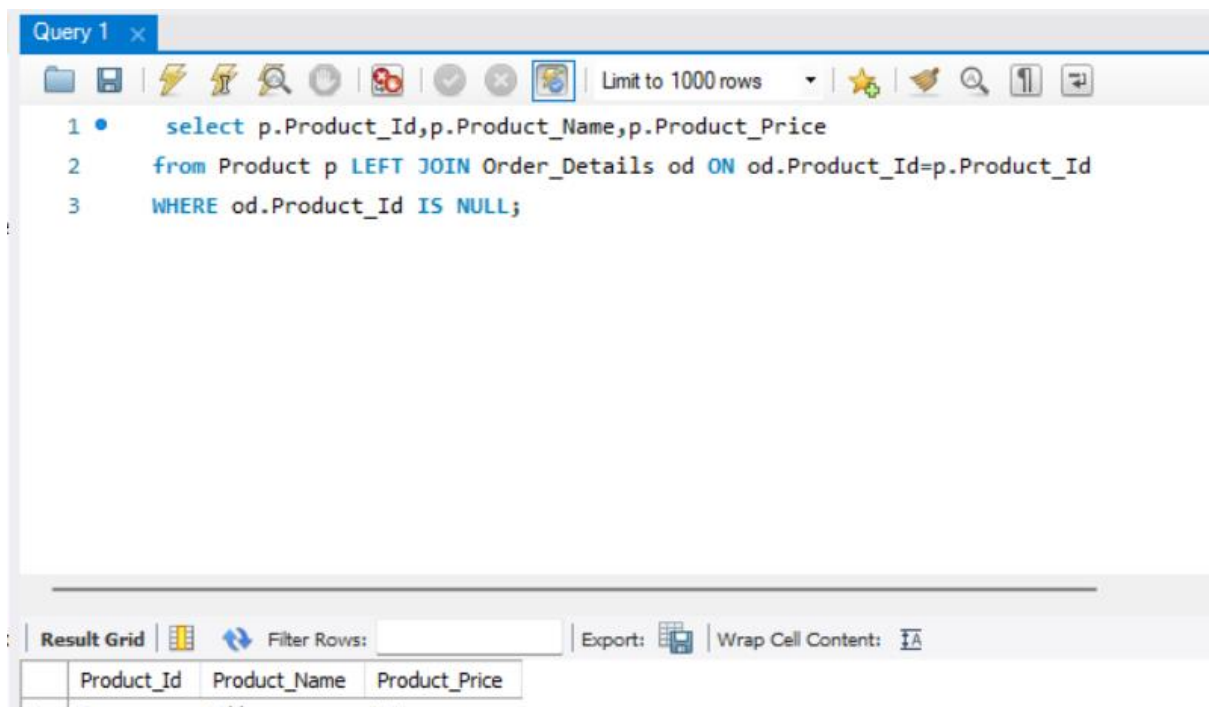 Query 1
Limit to 1000 rows
1 select p.Product_Id,p.Product_Name,p.Product_Price
2 from Product p LEFT JOIN Order_Details od ON od.Product_Id=p.Product_Id
3 WHERE od.Product_Id IS NULL;
Result Grid Filter Rows: Export: Wrap Cell Content: IA
Product_Id Product_Name Product_Price